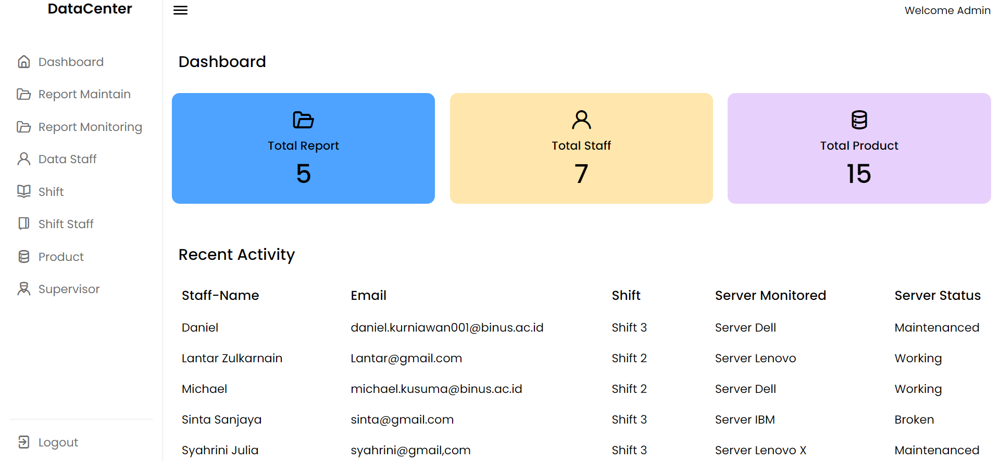 DataCenter
Welcome Admin
Dashboard
Report Maintain
Report Monitoring
Data Staff
Shift
Shift Staff
Product
Supervisor
Logout
Dashboard
Total Report
5
Total Staff
7
Total Product
15
Recent Activity
Staff-Name Email Shift Server Monitored Server Status
Daniel daniel.kurniawan001@binus.ac.id Shift 3 Server Dell Maintenanced
Lantar Zulkarnain Lantar@gmail.com Shift 2 Server Lenovo Working
Michael michael.kusuma@binus.ac.id Shift 2 Server Dell Working
Sinta Sanjaya sinta@gmail.com Shift 3 Server IBM Broken
Syahrini Julia syahrini@gmail,com Shift 3 Server Lenovo X Maintenanced